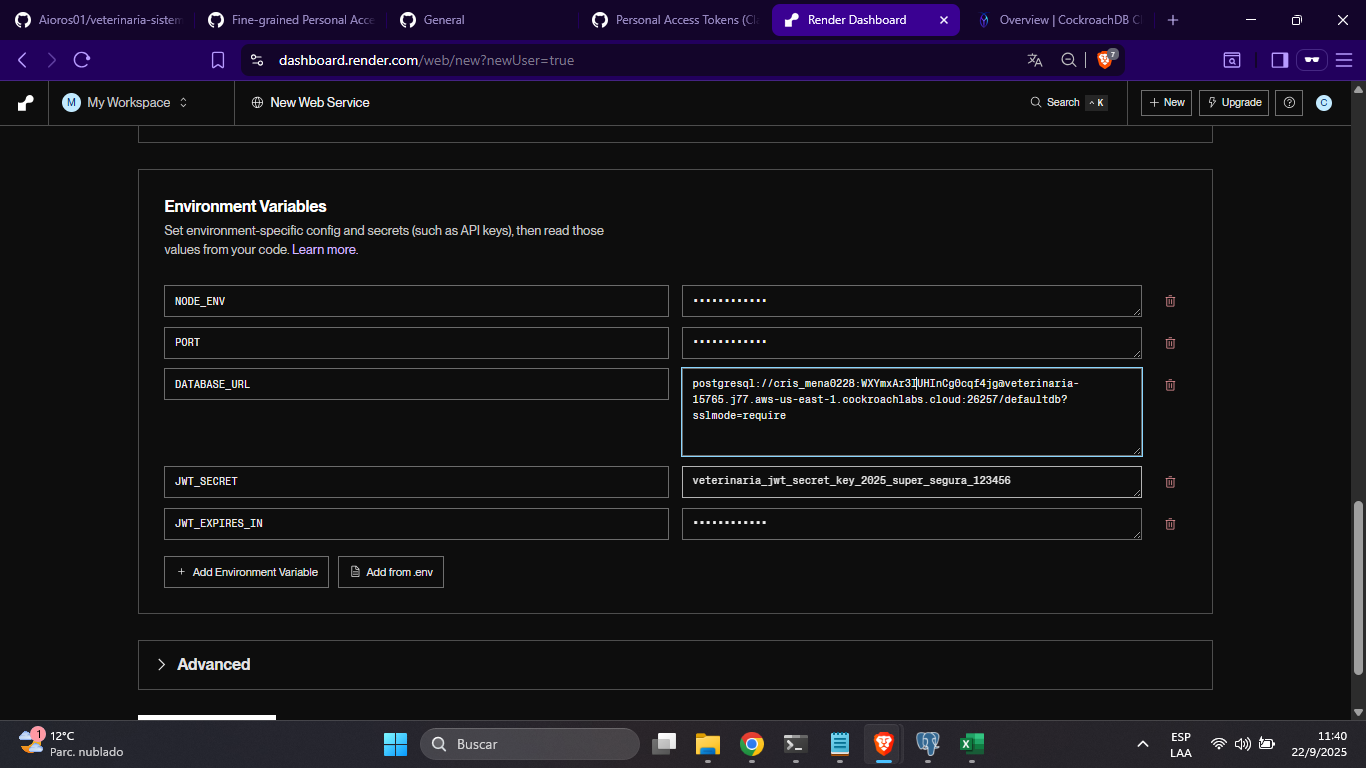 Aioros01/veterinaria-sistem
Fine-grained Personal Acce
General
Personal Access Tokens (Cl
Render Dashboard
Overview | CockroachDB Cl
dashboard.render.com/web/new?newUser=true
7
M My Workspace
New Web Service
Search ^ K
+ New
Upgrade
C
Environment Variables
Set environment-specific config and secrets (such as API keys), then read those
values from your code. Learn more.
NODE_ENV
••••••••••••
PORT
••••••••••••
DATABASE_URL
postgresql://cris_mena0228:WXYmxAr3IUHInCg0cqf4jg@veterinaria-
15765.j77.aws-us-east-1.cockroachlabs.cloud:26257/defaultdb?
sslmode=require
JWT_SECRET
veterinaria_jwt_secret_key_2025_super_segura_123456
JWT_EXPIRES_IN
••••••••••••
+ Add Environment Variable
Add from .env
Advanced
1
12°C
Parc. nublado
Buscar
ESP
LAA
11:40
22/9/2025